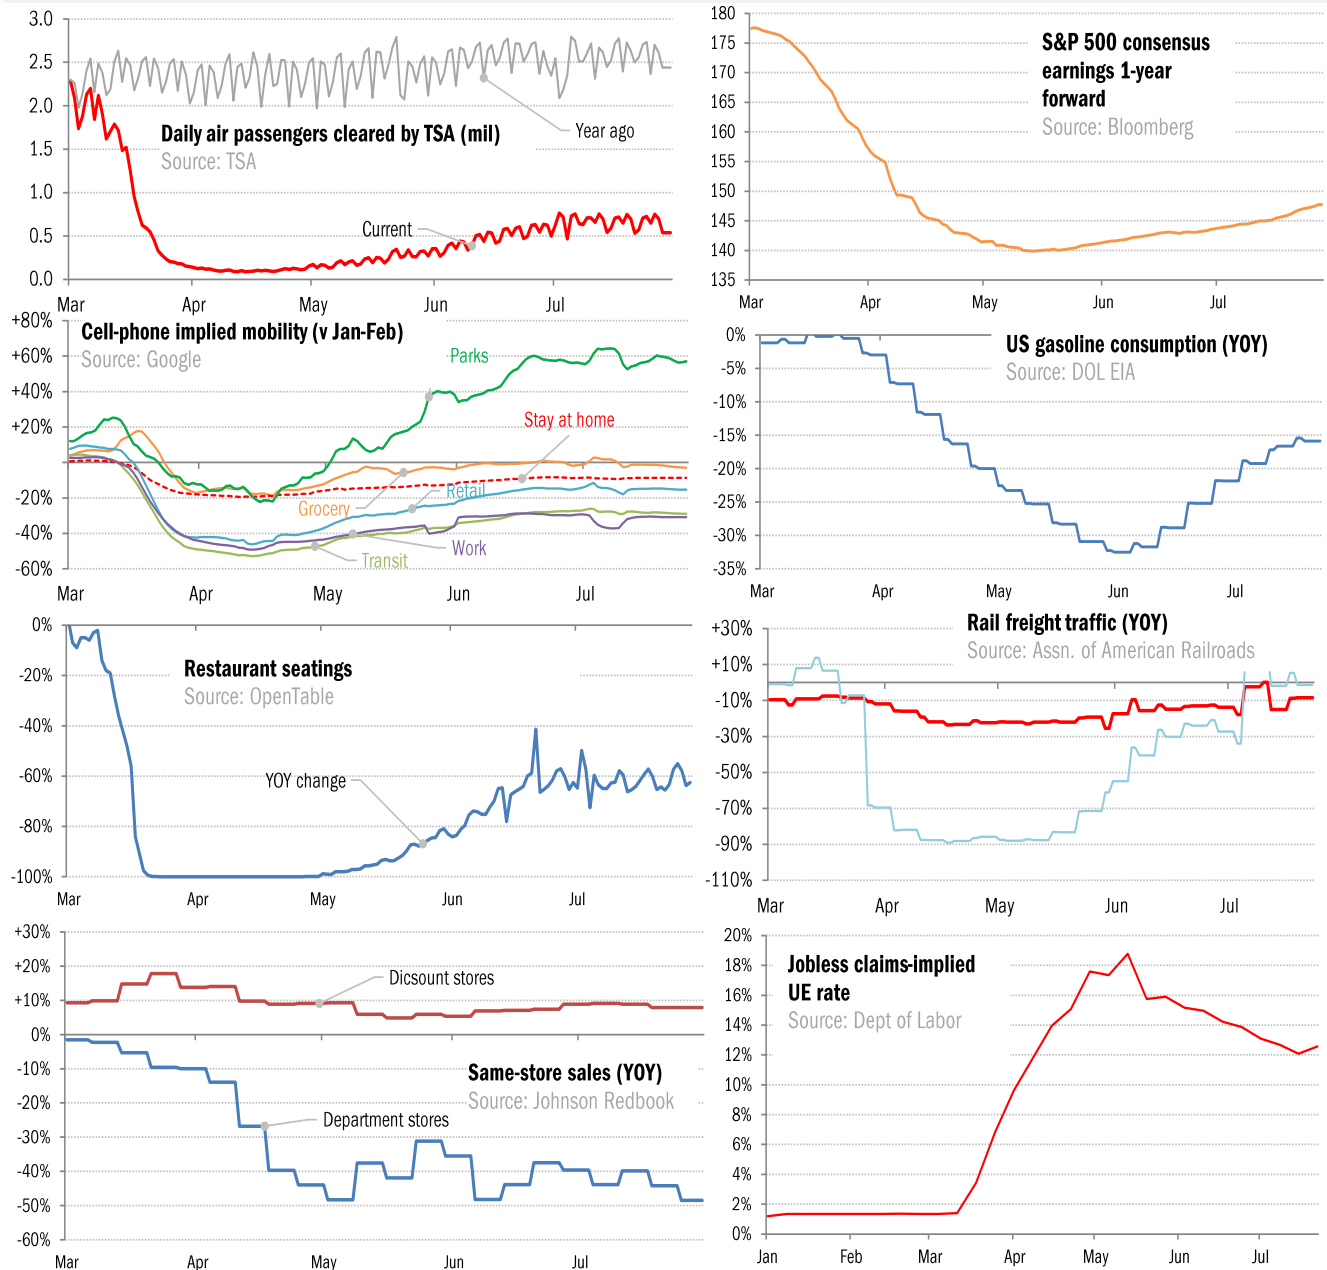 3.0
2.5
2.0
1.5
1.0
0.5
0.0
Daily air passengers cleared by TSA (mil)
Source: TSA
Year ago
Current
Mar Apr May Jun Jul
180
175
170
165
160
155
150
145
140
135
S&P 500 consensus
earnings 1-year
forward
Source: Bloomberg
Mar Apr May Jun Jul
+80%
+60%
+40%
+20%
-20%
-40%
-60%
Cell-phone implied mobility (v Jan-Feb)
Source: Google
Parks
Stay at home
Retail
Grocery
Work
Transit
Mar Apr May Jun Jul
0%
-5%
-10%
-15%
-20%
-25%
-30%
-35%
US gasoline consumption (YOY)
Source: DOL EIA
Mar Apr May Jun Jul
0%
-20%
-40%
-60%
-80%
-100%
Restaurant seatings
Source: OpenTable
YOY change
Mar Apr May Jun Jul
+30%
+10%
-10%
-30%
-50%
-70%
-90%
-110%
Rail freight traffic (YOY)
Source: Assn. of American Railroads
Mar Apr May Jun Jul
+30%
+20%
+10%
0%
-10%
-20%
-30%
-40%
-50%
-60%
Dicsount stores
Same-store sales (YOY)
Source: Johnson Redbook
Department stores
Mar Apr May Jun Jul
20%
18%
16%
14%
12%
10%
8%
6%
4%
2%
0%
Jobless claims-implied
UE rate
Source: Dept of Labor
Jan Feb Mar Apr May Jun Jul